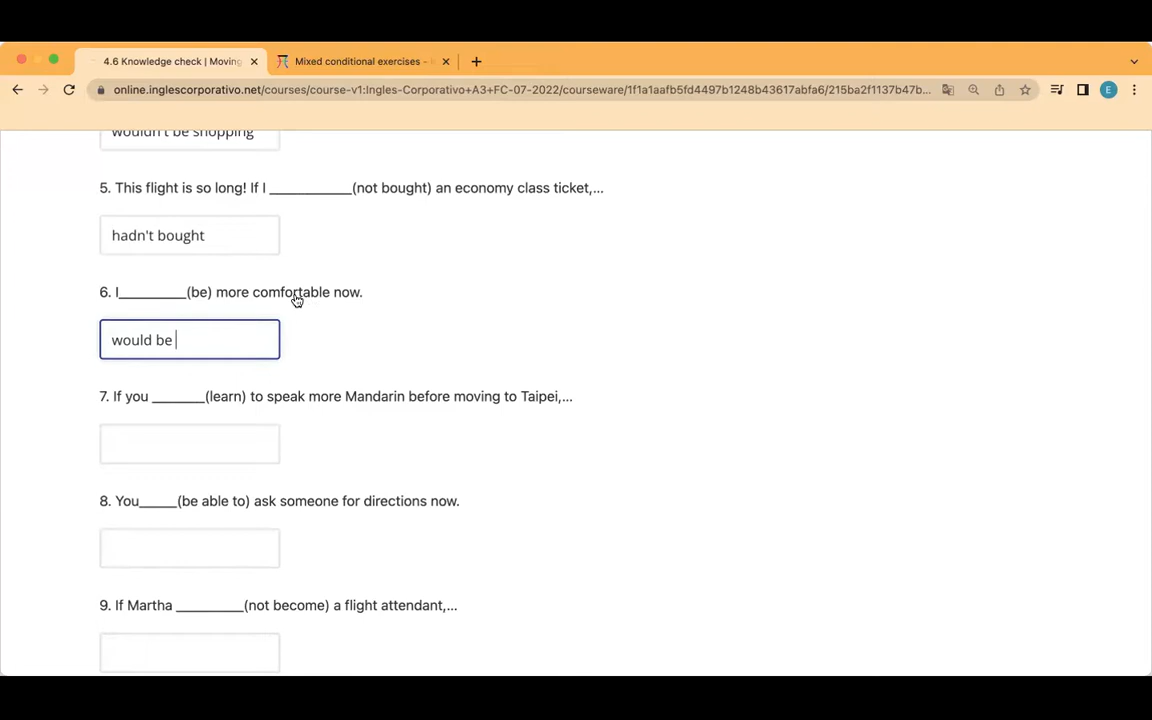 4.6 Knowledge check | Moving
Mixed conditional exercises -
online.inglescorporativo.net/courses/course-v1:Ingles-Corporativo+A3+FC-07-2022/courseware/1f1a1aafb5fd4497b1248b43617abfa6/215ba2f1137b47b...
E
wouldn't be shopping
5. This flight is so long! If I ____________(not bought) an economy class ticket,...
hadn't bought
6. I_________(be) more comfortable now.
would be
7. If you ________(learn) to speak more Mandarin before moving to Taipei,...
8. You_____(be able to) ask someone for directions now.
9. If Martha _________(not become) a flight attendant,...